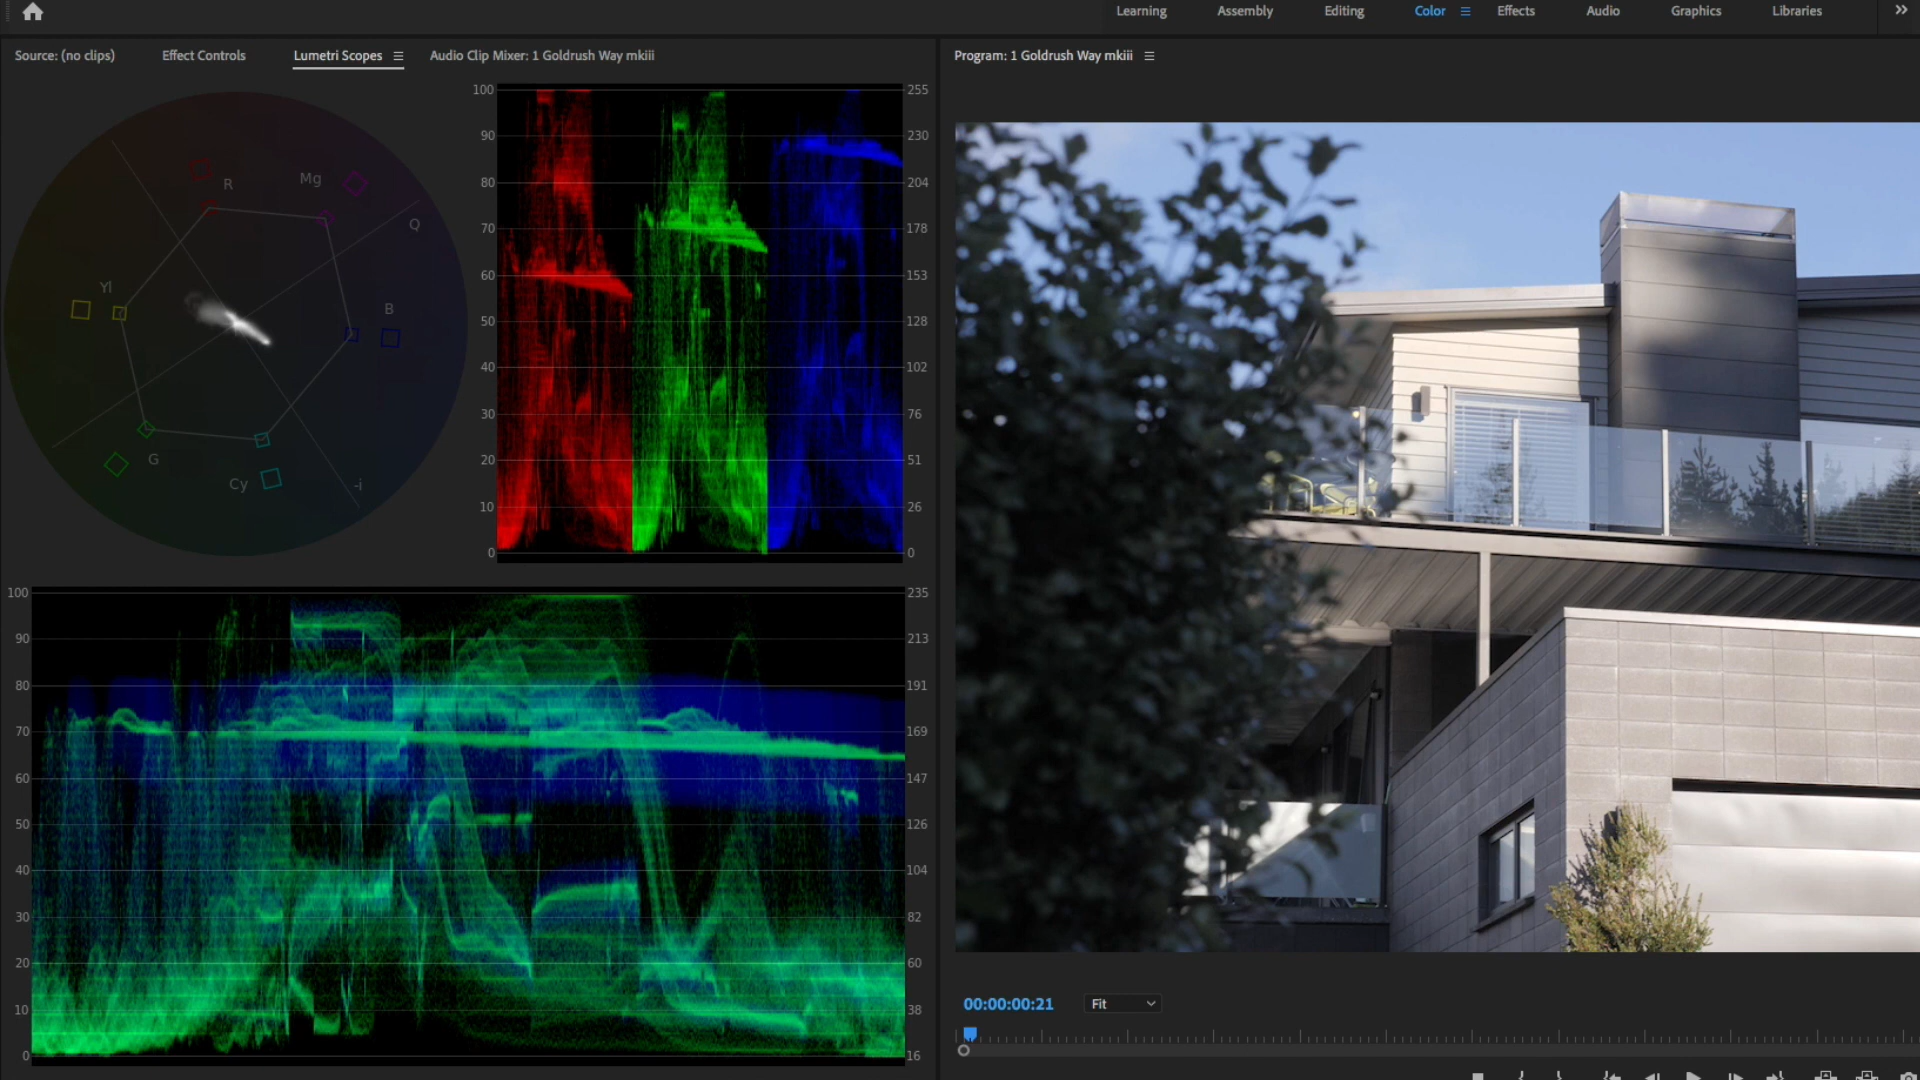 Learning Assembly Editing Color Effects Audio Graphics Libraries
Source: (no clips) Effect Controls Lumetri Scopes Audio Clip Mixer: 1 Goldrush Way mkiii
Program: 1 Goldrush Way mkiii
R
Mg
Q
Yl
B
G
Cy
-i
100 255
90 230
80 204
70 178
60 153
50 128
40 102
30 76
20 51
10 26
0 0
100 235
90 213
80 191
70 169
60 147
50 126
40 104
30 82
20 60
10 38
0 16
00:00:00:21 Fit